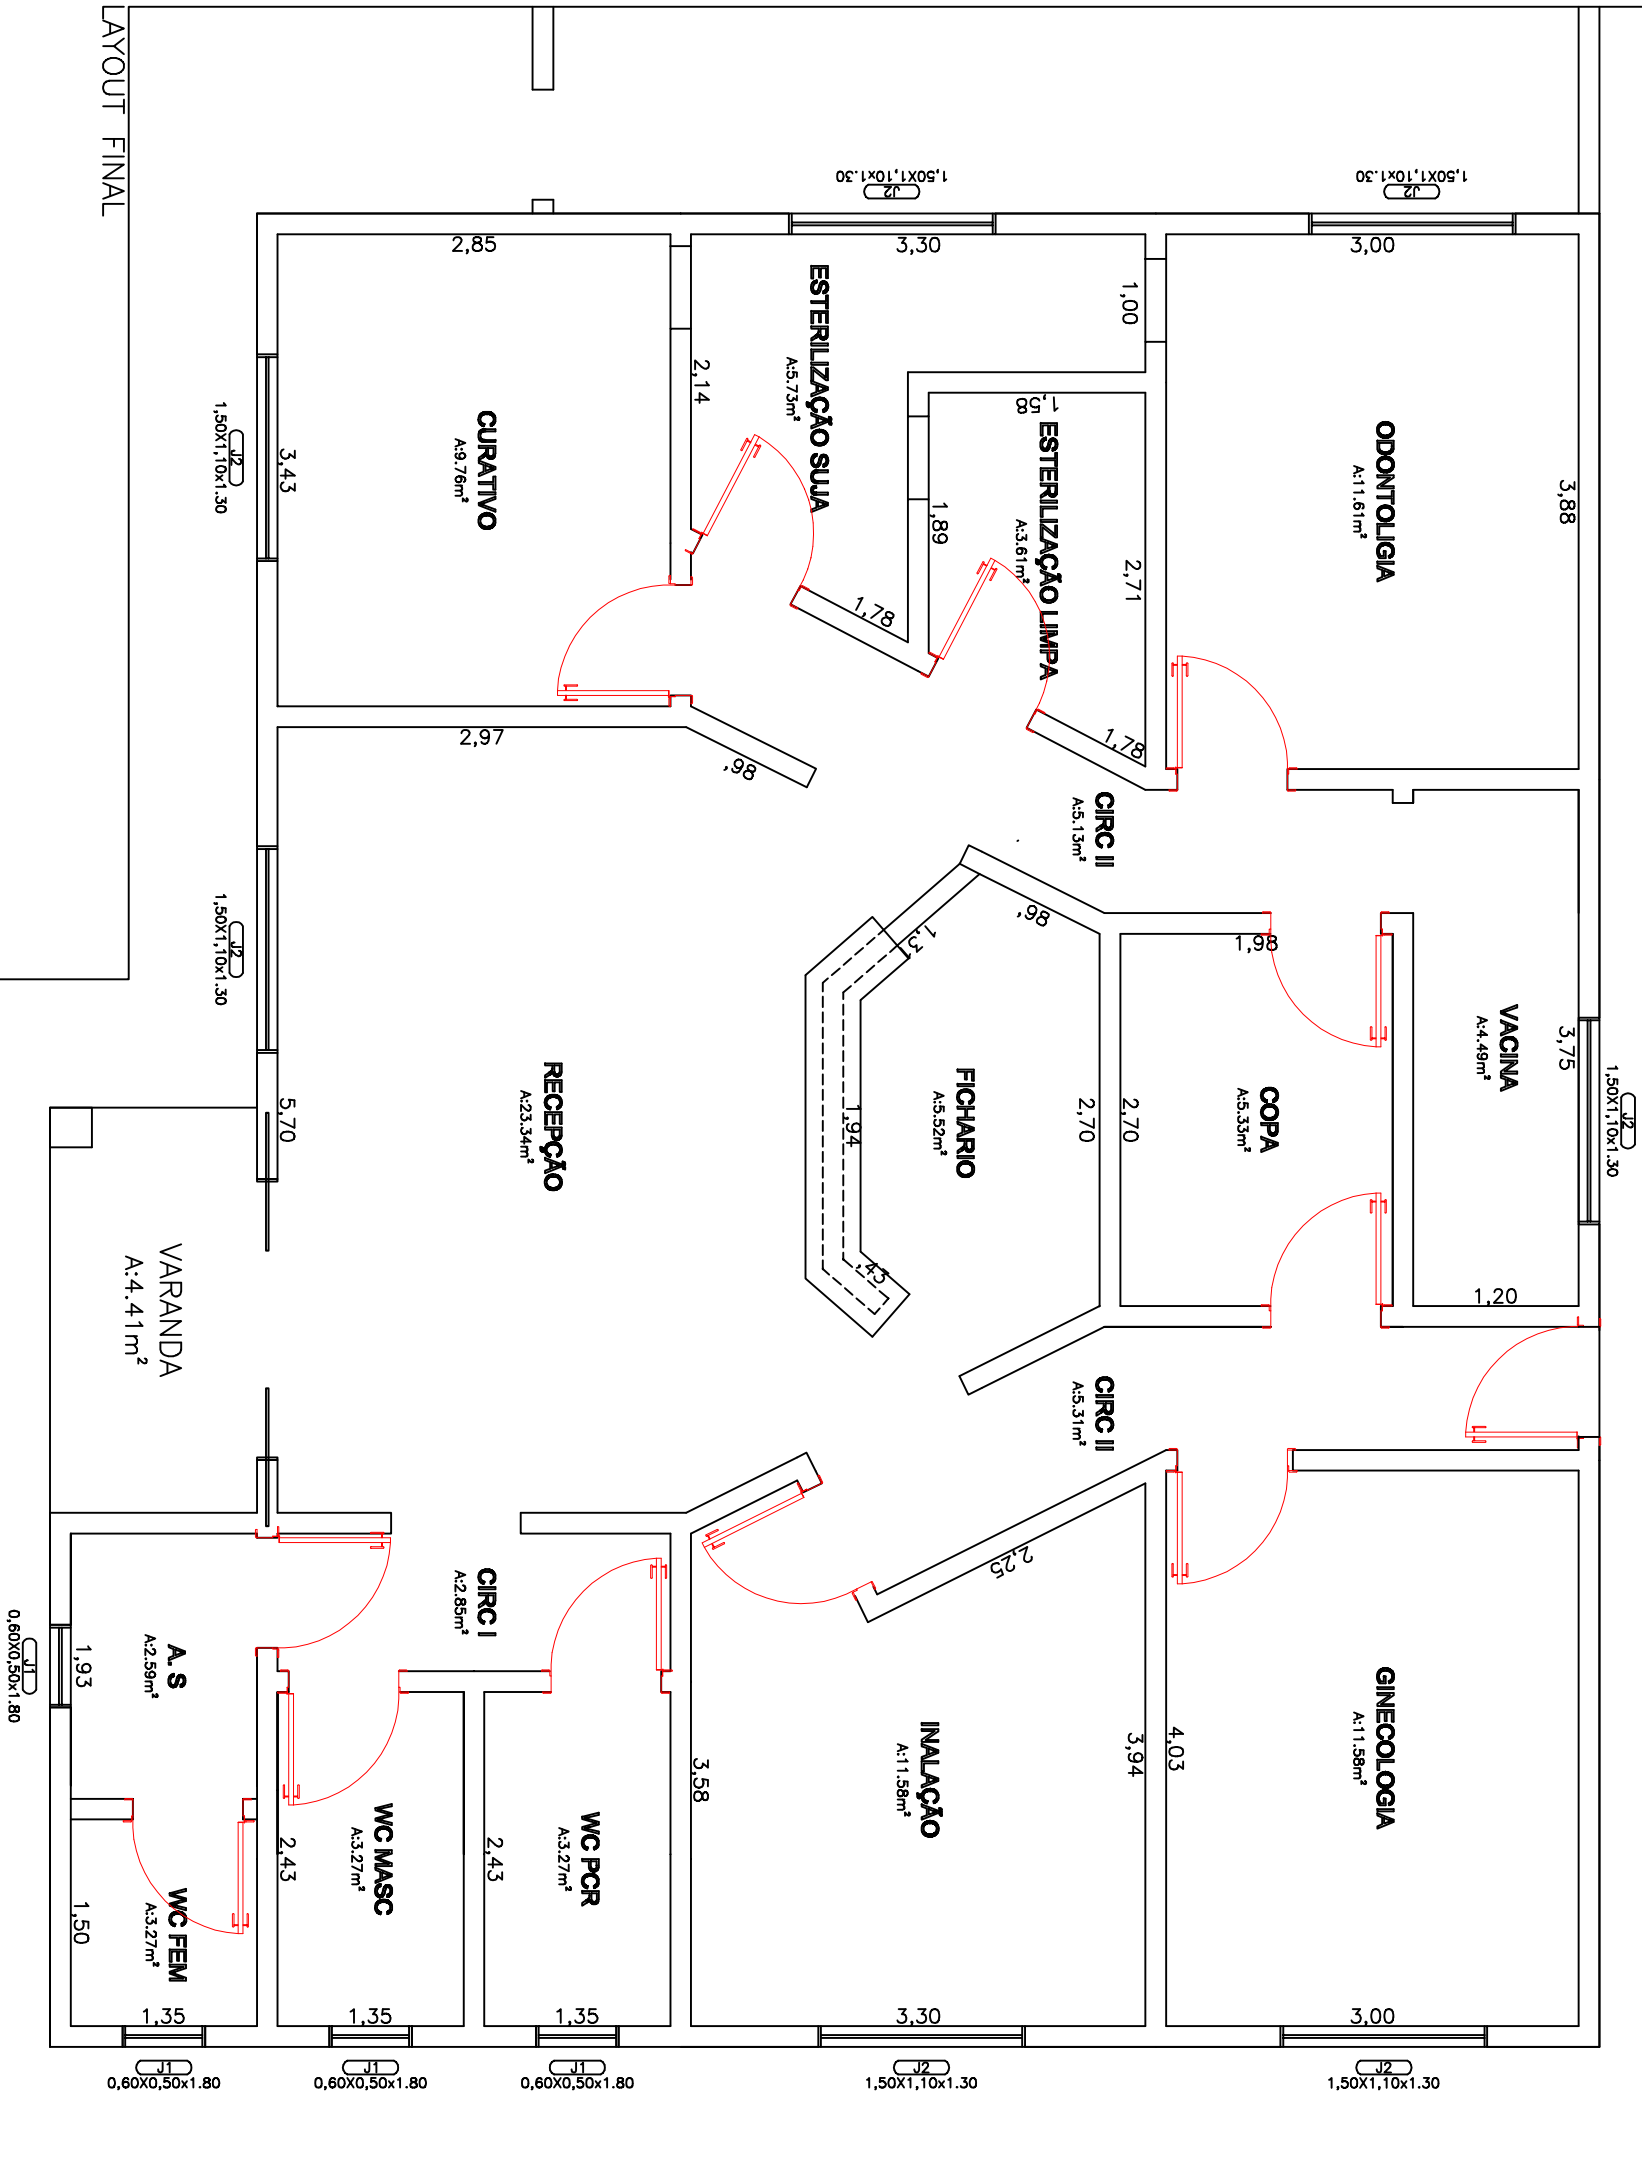 LAYOUT FINAL
1,50X1,10x1.30
J2
1,50X1,10x1.30
J2
2,85
3,30
3,00
1,00
ESTERILIZAÇÃO SUJA
A:5.73m²
2,14
CURATIVO
A:9.76m²
3,43
J2
1,50X1,10x1.30
1,58
ESTERILIZAÇÃO LIMPA
A:3.61m²
1,89
2,71
1,78
1,78
ODONTOLIGIA
A:11.61m²
3,88
2,97
,98
CIRC II
A:5.13m²
,98
1,3
1,98
J2
1,50X1,10x1.30
5,70
RECEPÇÃO
A:23.34m²
1,94
,43
FICHARIO
A:5.52m²
2,70
2,70
COPA
A:5.33m²
VACINA
A:4.49m²
3,75
J2
1,50X1,10x1.30
1,20
VARANDA
A:4.41m²
CIRC II
A:5.31m²
2,25
CIRC I
A:2.85m²
A. S
A:2.59m²
1,93
J1
0,60X0,50x1.80
INALAÇÃO
A:11.58m²
3,58
3,94
4,03
GINECOLOGIA
A:11.58m²
WC PCR
A:3.27m²
2,43
WC MASC
A:3.27m²
2,43
WC FEM
A:3.27m²
1,50
1,35
1,35
1,35
3,30
3,00
J1
0,60X0,50x1.80
J1
0,60X0,50x1.80
J1
0,60X0,50x1.80
J2
1,50X1,10x1.30
J2
1,50X1,10x1.30